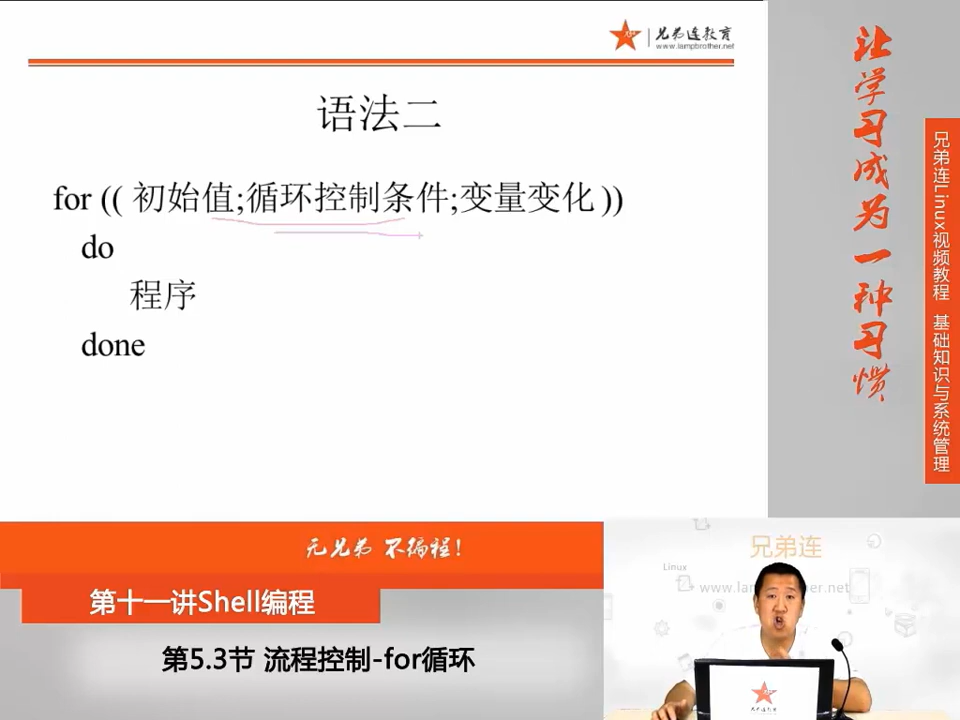 兄弟连教育
www.lampbrother.net
语法二
for (( 初始值;循环控制条件;变量变化 ))
do
程序
done
让学习成为一种习惯
兄弟连Linux视频教程 基础知识与系统管理
无兄弟 不编程!
第十一讲Shell编程
第5.3节 流程控制-for循环
兄弟连
Linux